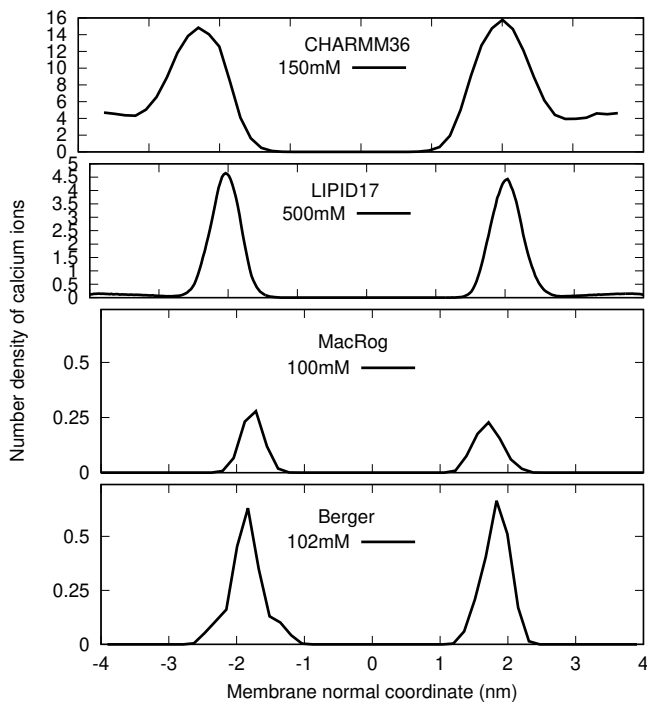 Number density of calcium ions
16
14
12
10
8
6
4
2
0
CHARMM36
150mM
5
4.5
4
3.5
3
2.5
2
1.5
1
0.5
0
LIPID17
500mM
0.5
0.25
0
MacRog
100mM
0.5
0.25
0
Berger
102mM
-4 -3 -2 -1 0 1 2 3 4
Membrane normal coordinate (nm)